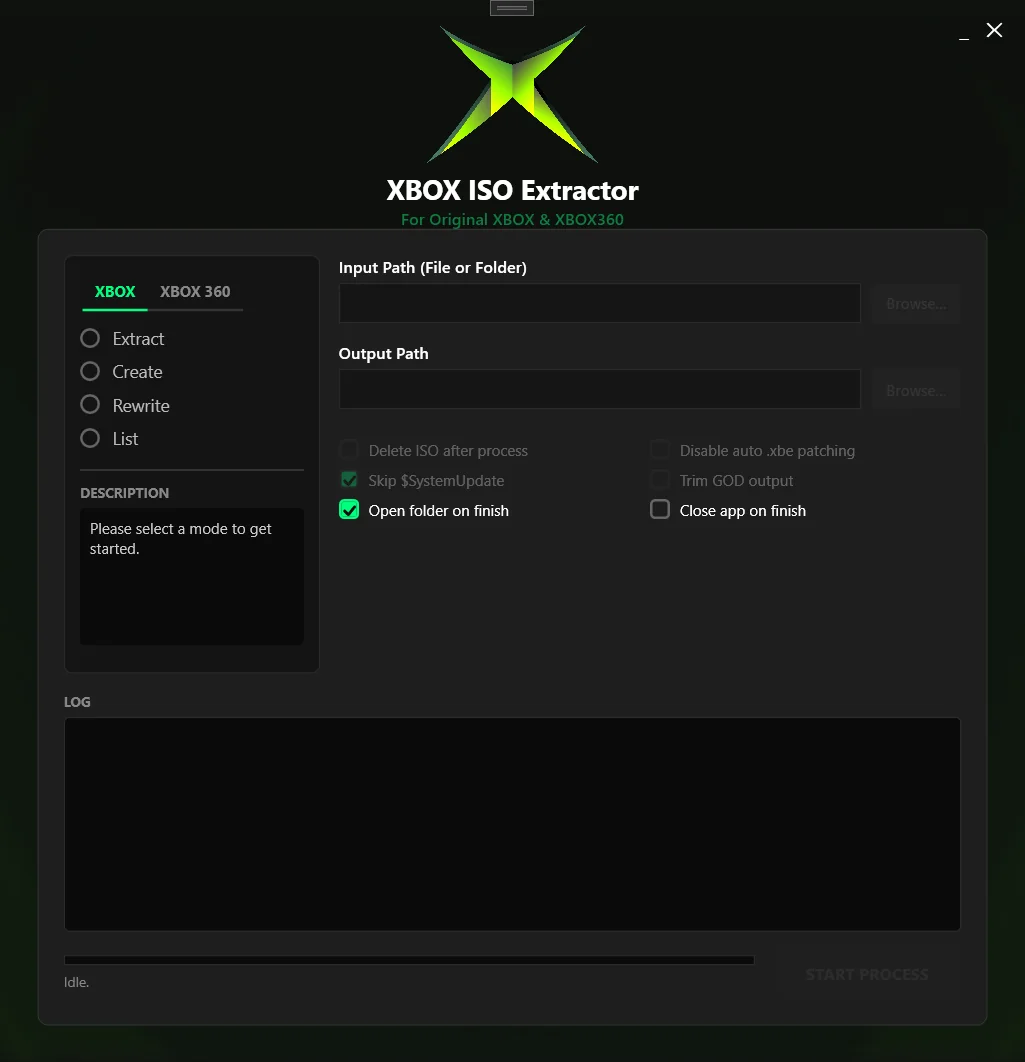 XBOX ISO Extractor
For Original XBOX & XBOX360
XBOX
XBOX 360
Extract
Create
Rewrite
List
DESCRIPTION
Please select a mode to get
started.
Input Path (File or Folder)
Browse...
Output Path
Browse...
Delete ISO after process
Disable auto .xbe patching
Skip $SystemUpdate
Trim GOD output
Open folder on finish
Close app on finish
LOG
Idle.
START PROCESS